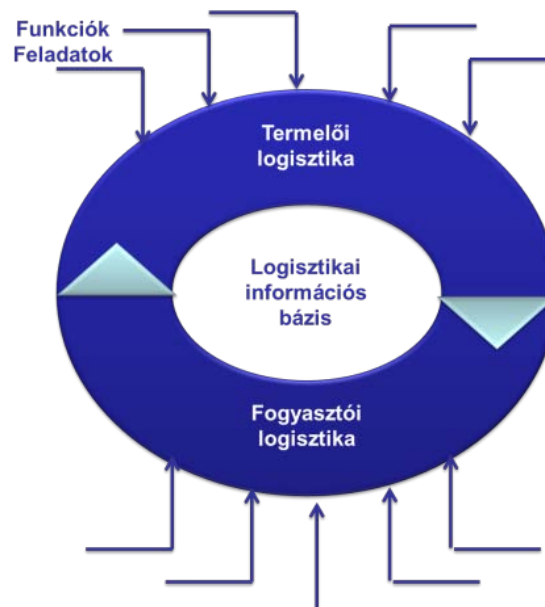 Funkciók
Feladatok
Termelői
logisztika
Logisztikai
információs
bázis
Fogyasztói
logisztika